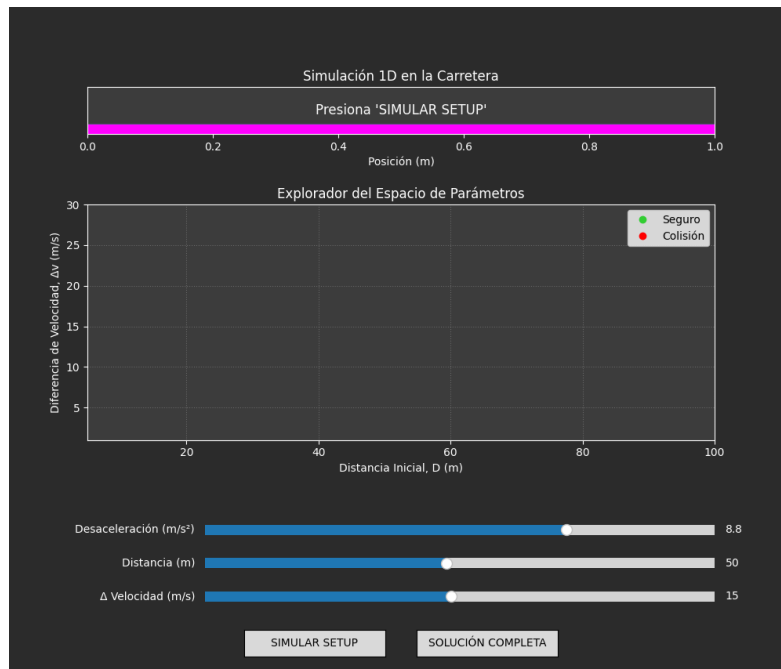 Simulación 1D en la Carretera
Presiona 'SIMULAR SETUP'
0.0 0.2 0.4 0.6 0.8 1.0
Posición (m)
Explorador del Espacio de Parámetros
Diferencia de Velocidad, Δv (m/s)
30
25
20
15
10
5
Seguro
Colisión
20 40 60 80 100
Distancia Inicial, D (m)
Desaceleración (m/s²) 8.8
Distancia (m) 50
Δ Velocidad (m/s) 15
SIMULAR SETUP SOLUCIÓN COMPLETA